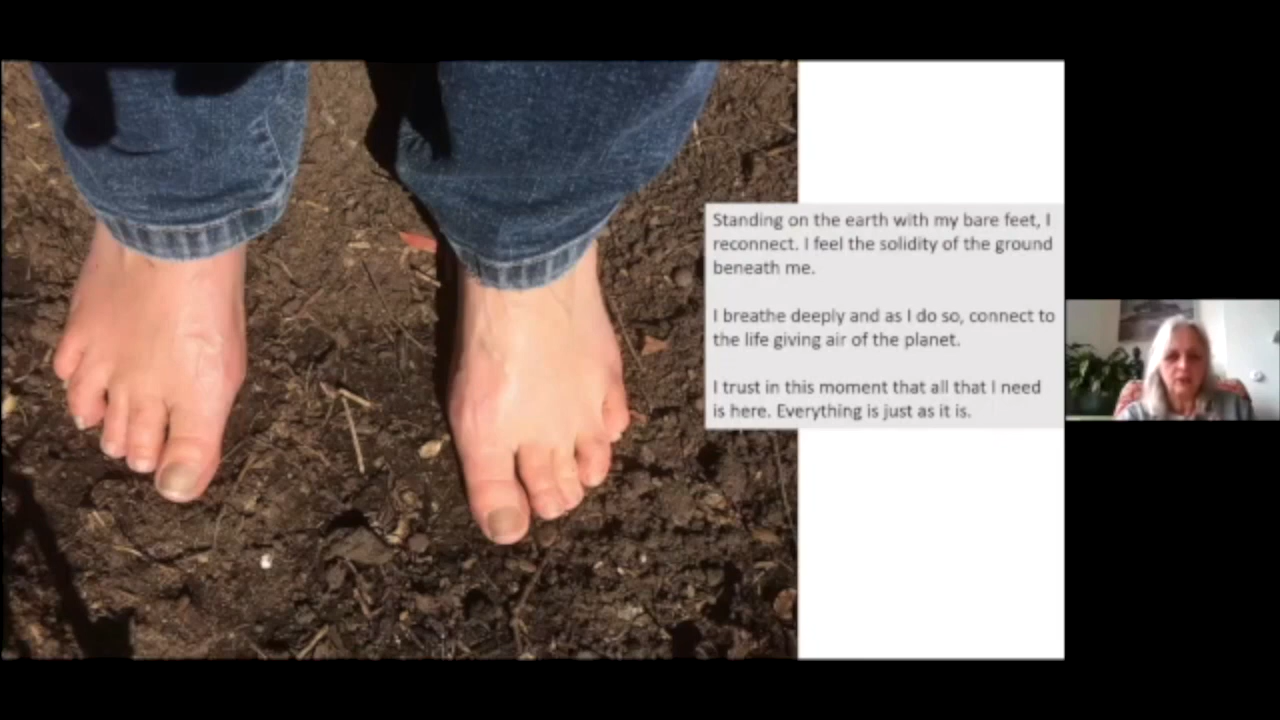 Standing on the earth with my bare feet, I
reconnect. I feel the solidity of the ground
beneath me.
I breathe deeply and as I do so, connect to
the life giving air of the planet.
I trust in this moment that all that I need
is here. Everything is just as it is.